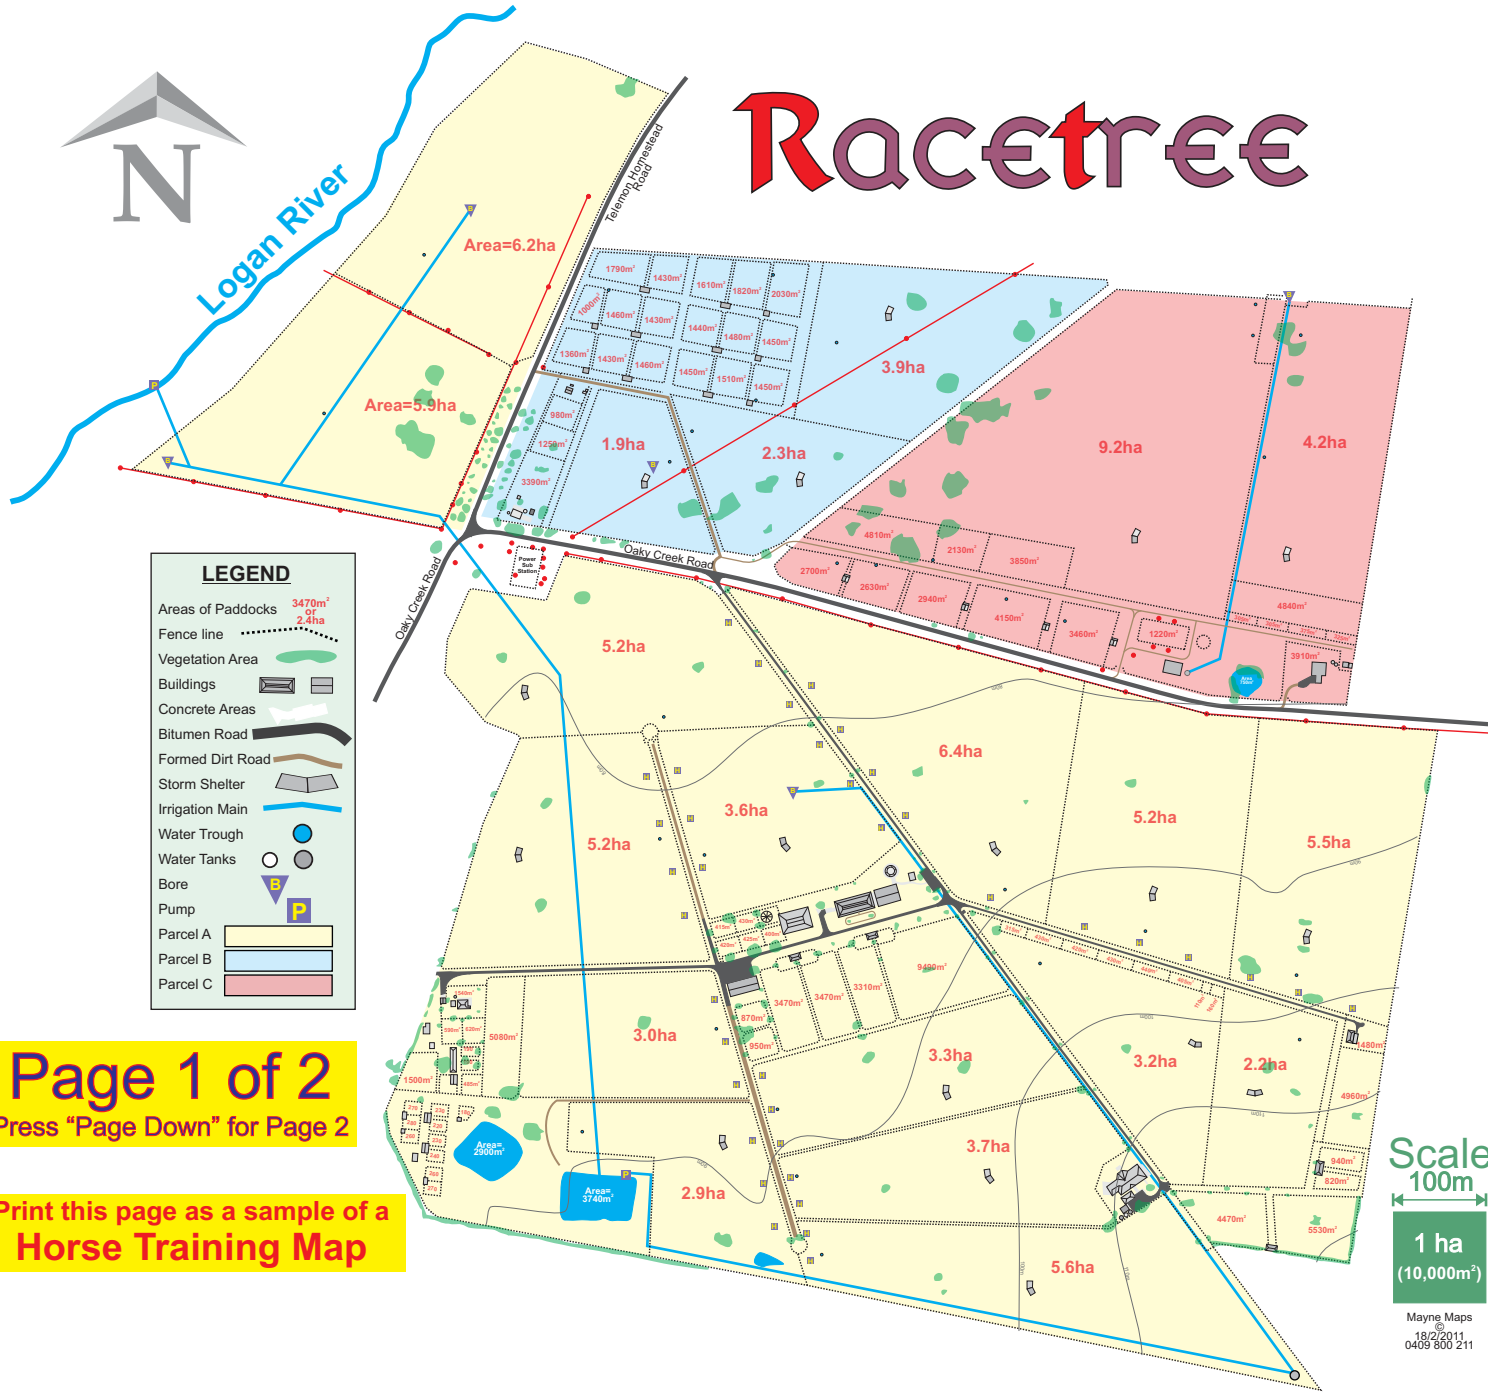 Racetree
N
Logan River
Telemon Homestead
Road
B
Area=6.2ha
Area=5.9ha
P
B
1790m²
1430m²
1610m²
1820m²
2030m²
1000m²
1460m²
1430m²
1440m²
1480m²
1450m²
1360m²
1430m²
1460m²
1450m²
1510m²
1450m²
3.9ha
980m²
1250m²
3390m²
1.9ha
B
2.3ha
B
9.2ha
4.2ha
Oaky Creek Road
Oaky Creek Road
Power
Sub
Station
4810m²
2130m²
3850m²
2700m²
2630m²
2940m²
4150m²
3460m²
1220m²
4840m²
3910m²
LEGEND
Areas of Paddocks 3470m²
or
2.4ha
Fence line
Vegetation Area
Buildings
Concrete Areas
Bitumen Road
Formed Dirt Road
Storm Shelter
Irrigation Main
Water Trough
Water Tanks
Bore B
Pump P
Parcel A
Parcel B
Parcel C
5.2ha
6.4ha
5.2ha
5.5ha
5.2ha
3.6ha
B
415m²
430m²
420m²
425m²
400m²
9490m²
3470m²
3470m²
3310m²
870m²
950m²
3.0ha
5080m²
1500m²
3.3ha
3.2ha
2.2ha
1480m²
4960m²
940m²
820m²
3.7ha
4470m²
5530m²
Area=
2900m²
Area=
3740m²
P
2.9ha
5.6ha
Page 1 of 2
Press “Page Down” for Page 2
Print this page as a sample of a
Horse Training Map
Scale
100m
1 ha
(10,000m²)
Mayne Maps
©
18/2/2011
0409 800 211